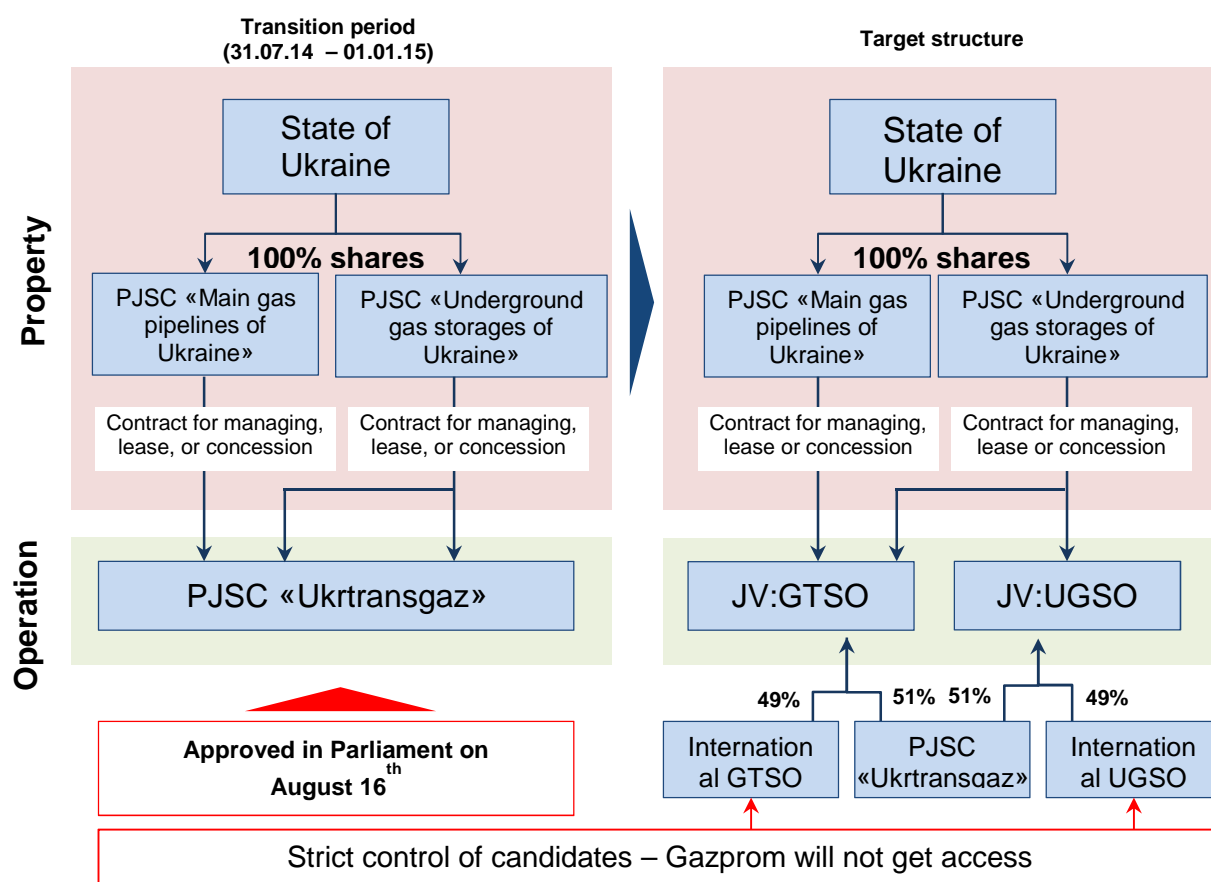 Transition period
(31.07.14 – 01.01.15)
Target structure
Property
State of
Ukraine
100% shares
PJSC «Main gas
pipelines of
Ukraine»
PJSC «Underground
gas storages of
Ukraine»
Contract for managing,
lease, or concession
Contract for managing,
lease, or concession
State of
Ukraine
100% shares
PJSC «Main gas
pipelines of
Ukraine»
PJSC «Underground
gas storages of
Ukraine»
Contract for managing,
lease or concession
Contract for managing,
lease or concession
Operation
PJSC «Ukrtransgaz»
JV:GTSO
JV:UGSO
49%
51%
51%
49%
Approved in Parliament on
August 16th
Internation
al GTSO
PJSC
«Ukrtransgaz»
Internation
al UGSO
Strict control of candidates – Gazprom will not get access